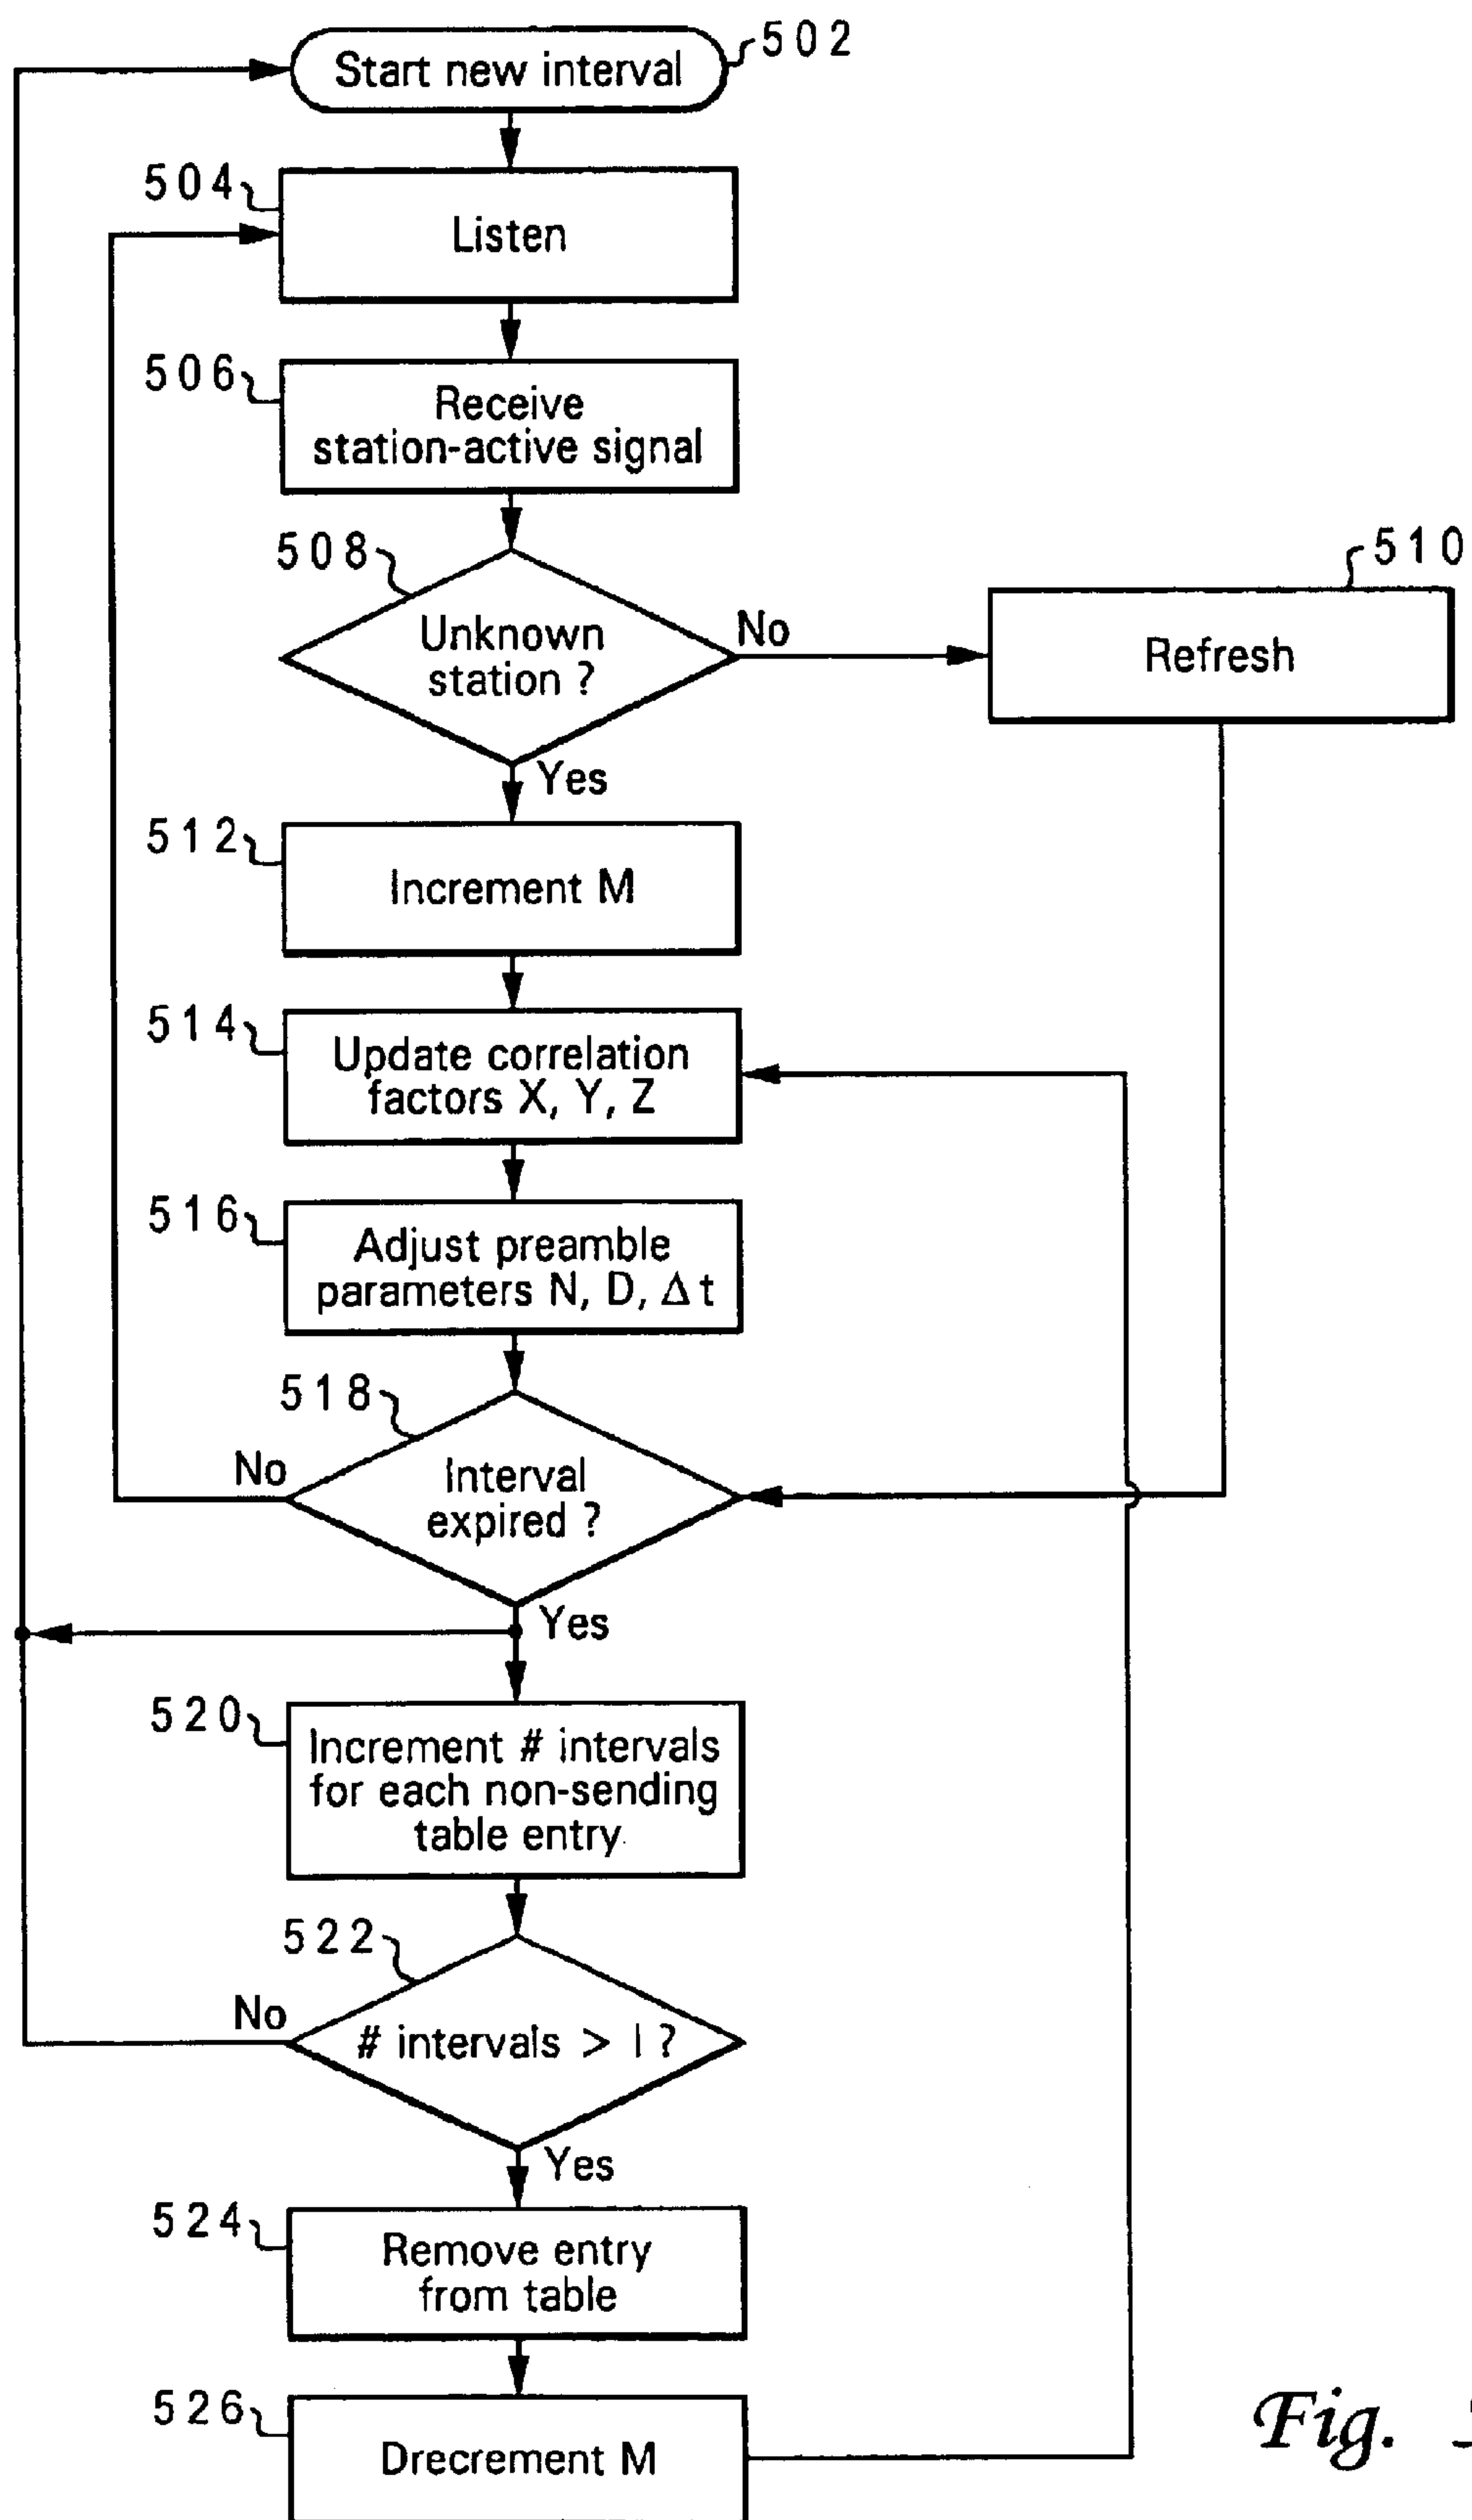 Start new interval
502
504
Listen
506
Receive
station-active signal
508
Unknown
station ?
No
510
Refresh
Yes
512
Increment M
514
Update correlation
factors X, Y, Z
516
Adjust preamble
parameters N, D, Δt
518
Interval
expired ?
No
Yes
520
Increment # intervals
for each non-sending
table entry
522
# intervals > I ?
No
Yes
524
Remove entry
from table
526
Drecrement M
Fig.